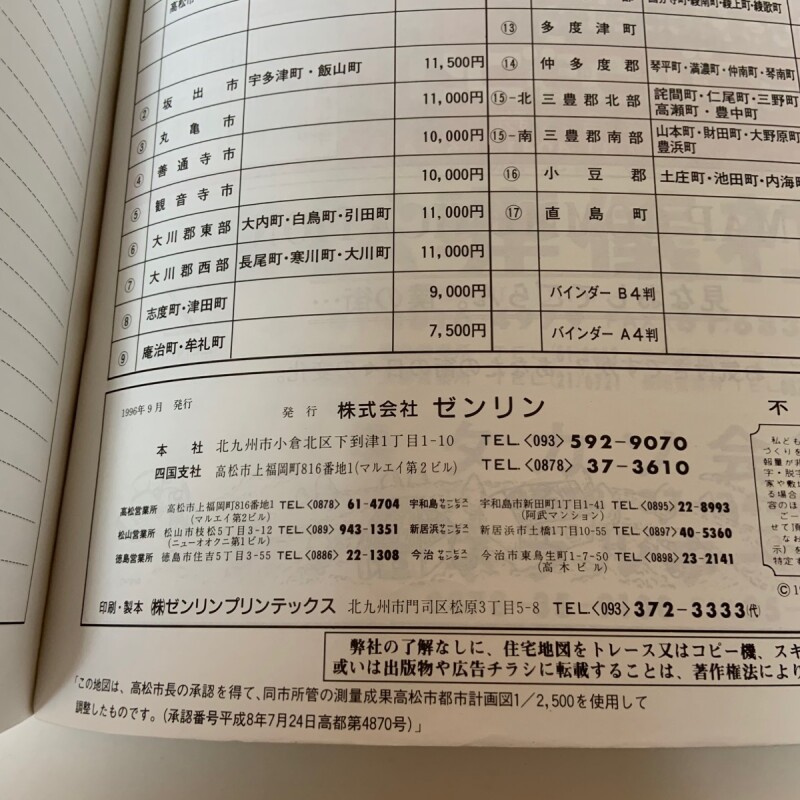 ⑬ 多度津町
② 坂出市 宇多津町・飯山町 11,500円 ⑭ 仲多度郡 琴平町・満濃町・仲南町・琴南町
③ 丸亀市 11,000円 ⑮-北 三豊郡北部 詫間町・仁尾町・三野町
高瀬町・豊中町
④ 善通寺市 10,000円 ⑮-南 三豊郡南部 山本町・財田町・大野原町
豊浜町
⑤ 観音寺市 10,000円 ⑯ 小豆郡 土庄町・池田町・内海町
⑥ 大川郡東部 大内町・白鳥町・引田町 11,000円 ⑰ 直島町
⑦ 大川郡西部 長尾町・寒川町・大川町 11,000円
⑧ 志度町・津田町 9,000円 バインダー B4判
⑨ 庵治町・牟礼町 7,500円 バインダー A4判
1996年9月 発行 発行 株式会社 ゼンリン 不
本社 北九州市小倉北区下到津1丁目1-10 TEL〈093〉592-9070
四国支社 高松市上福岡町816番地1(マルエイ第2ビル) TEL〈0878〉37-3610
高松営業所 高松市上福岡町816番地1 TEL〈0878〉61-4704 宇和島サービスセンター 宇和島市新田町1丁目1-41 TEL〈0895〉22-8993
(マルエイ第2ビル) (阿武マンション)
松山営業所 松山市枝松5丁目3-12 TEL〈089〉943-1351 新居浜サービスセンター 新居浜市土橋1丁目10-55 TEL〈0897〉40-5360
(ニューオオクニ第1ビル)
徳島営業所 徳島市住吉5丁目3-55 TEL〈0886〉22-1308 今治サービスセンター 今治市東鳥生町1-7-50 TEL〈0898〉23-2141
(高木ビル)
印刷・製本 ㈱ゼンリンプリンテックス 北九州市門司区松原3丁目5-8 TEL〈093〉372-3333(代)
弊社の了解なしに、住宅地図をトレース又はコピー機、スキ
或いは出版物や広告チラシに転載することは、著作権法により
「この地図は、高松市長の承認を得て、同市所管の測量成果高松市都市計画図1/2,500を使用して
調製したものです。(承認番号平成8年7月24日高都第4870号)」